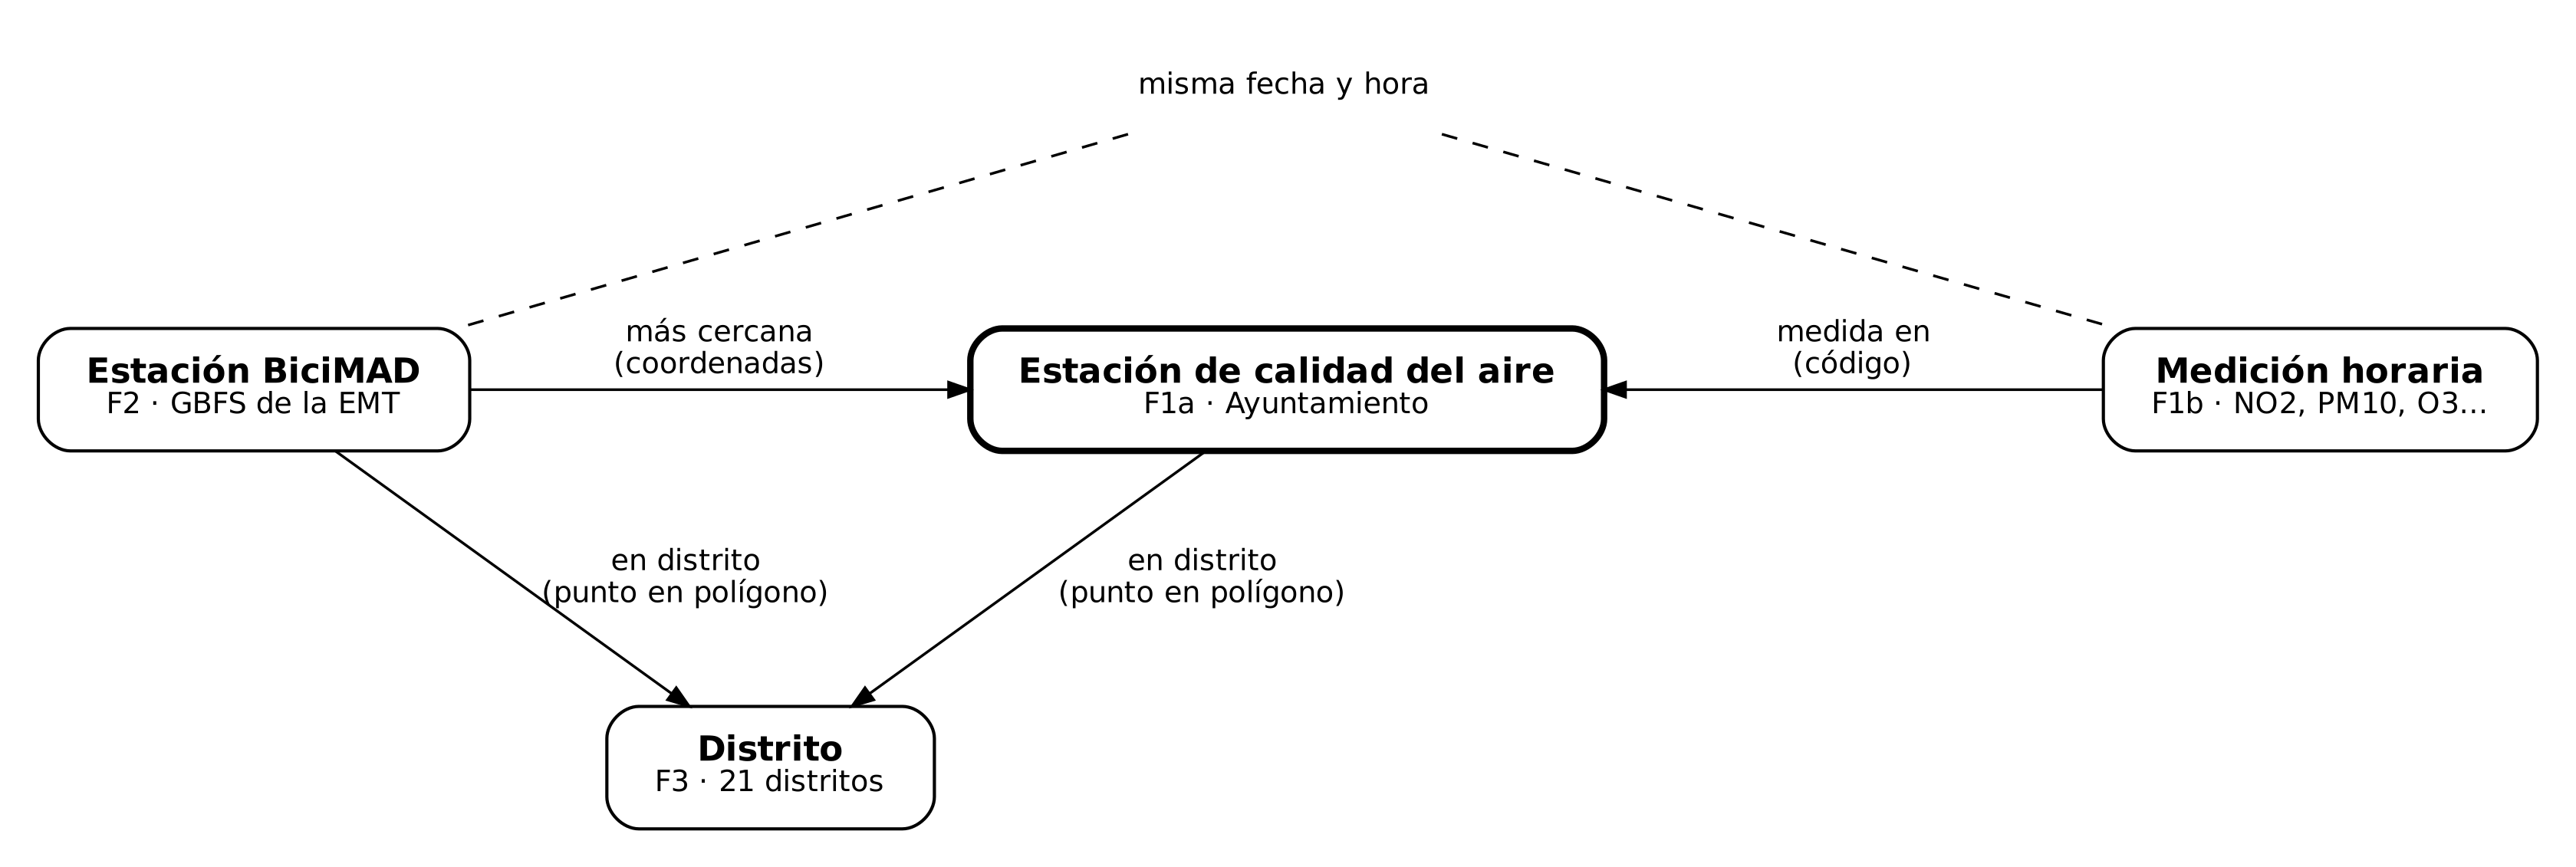 misma fecha y hora
más cercana
(coordenadas)
medida en
(código)
Estación BiciMAD
F2 · GBFS de la EMT
Estación de calidad del aire
F1a · Ayuntamiento
Medición horaria
F1b · NO2, PM10, O3...
en distrito
(punto en polígono)
en distrito
(punto en polígono)
Distrito
F3 · 21 distritos